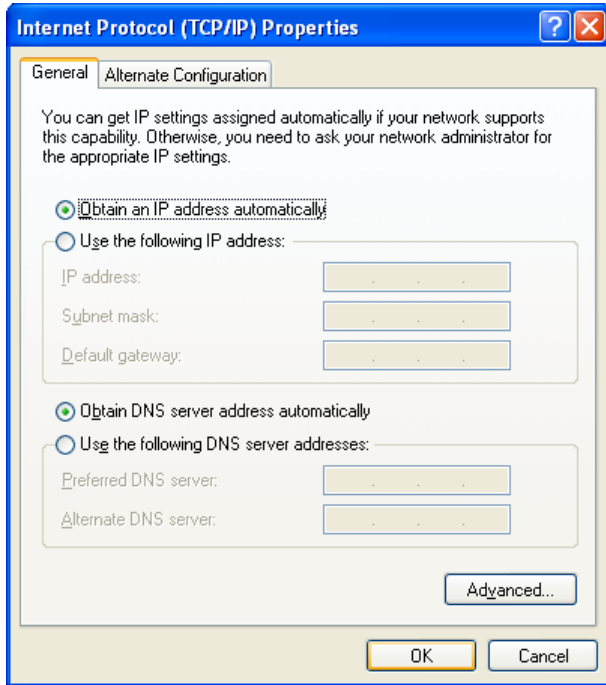 Internet Protocol (TCP/IP) Properties
General Alternate Configuration
You can get IP settings assigned automatically if your network supports
this capability. Otherwise, you need to ask your network administrator for
the appropriate IP settings.
Obtain an IP address automatically
Use the following IP address:
IP address:
Subnet mask:
Default gateway:
Obtain DNS server address automatically
Use the following DNS server addresses:
Preferred DNS server:
Alternate DNS server:
Advanced...
OK Cancel